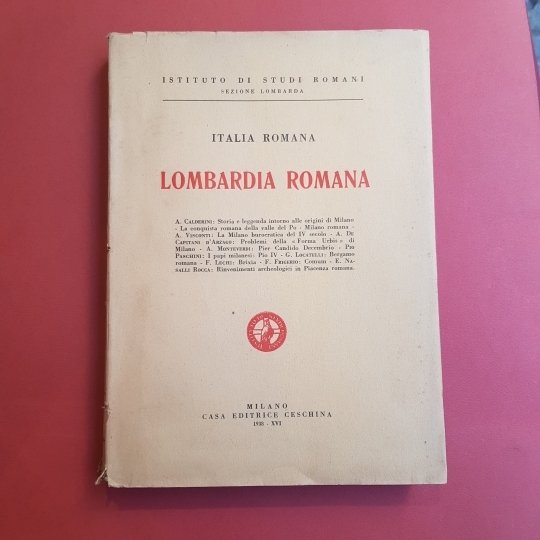 ISTITUTO DI STUDI ROMANI
SEZIONE LOMBARDA
ITALIA ROMANA
LOMBARDIA ROMANA
A. CALDERINI: Storia e leggenda intorno alle origini di Milano
- La conquista romana della valle del Po - Milano romana -
A. VISCONTI: La Milano burocratica del IV secolo - A. DE
CAPITANI D'ARZAGO: Problemi della « Forma Urbis » di
Milano - A. MONTEVERDI: Pier Candido Decembrio - PIO
PASCHINI: I papi milanesi: Pio IV - G. LOCATELLI: Bergamo
romana - F. LECHI: Brixia - F. FRIGERIO: Comum - E. NA-
SALLI ROCCA: Rinvenimenti archeologici in Piacenza romana.
MILANO
CASA EDITRICE CESCHINA
1938 - XVI